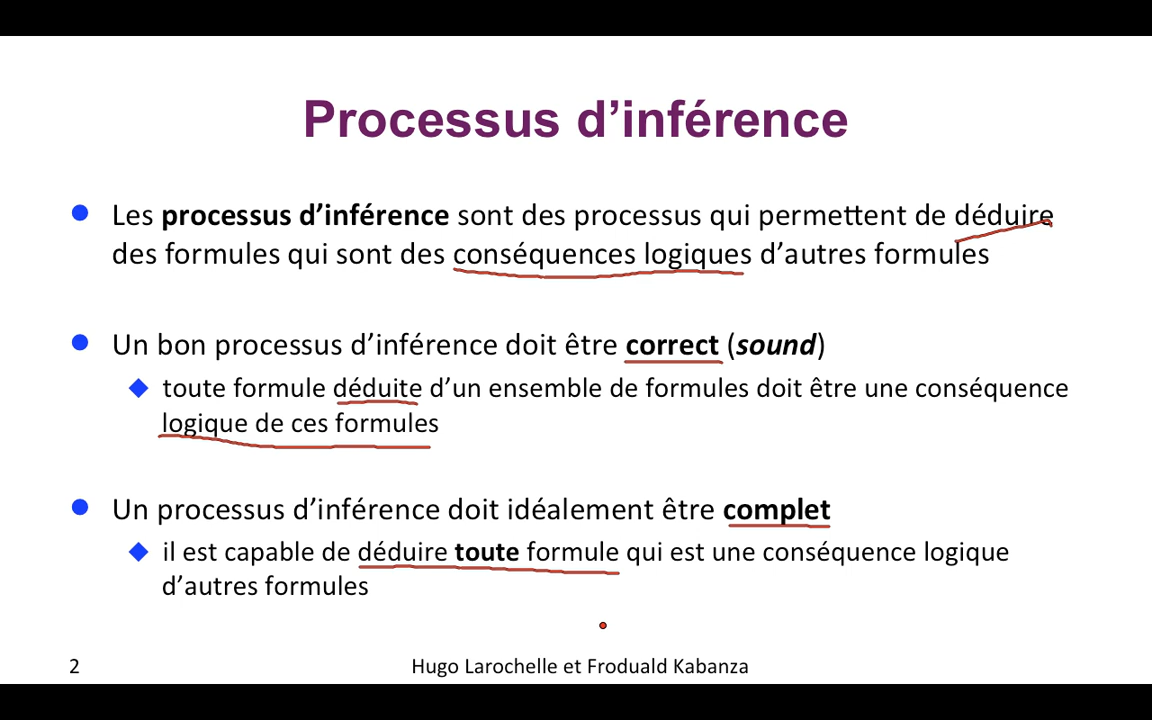 Processus d’inférence
Les processus d’inférence sont des processus qui permettent de déduire
des formules qui sont des conséquences logiques d’autres formules
Un bon processus d’inférence doit être correct (sound)
toute formule déduite d’un ensemble de formules doit être une conséquence
logique de ces formules
Un processus d’inférence doit idéalement être complet
il est capable de déduire toute formule qui est une conséquence logique
d’autres formules
2
Hugo Larochelle et Froduald Kabanza